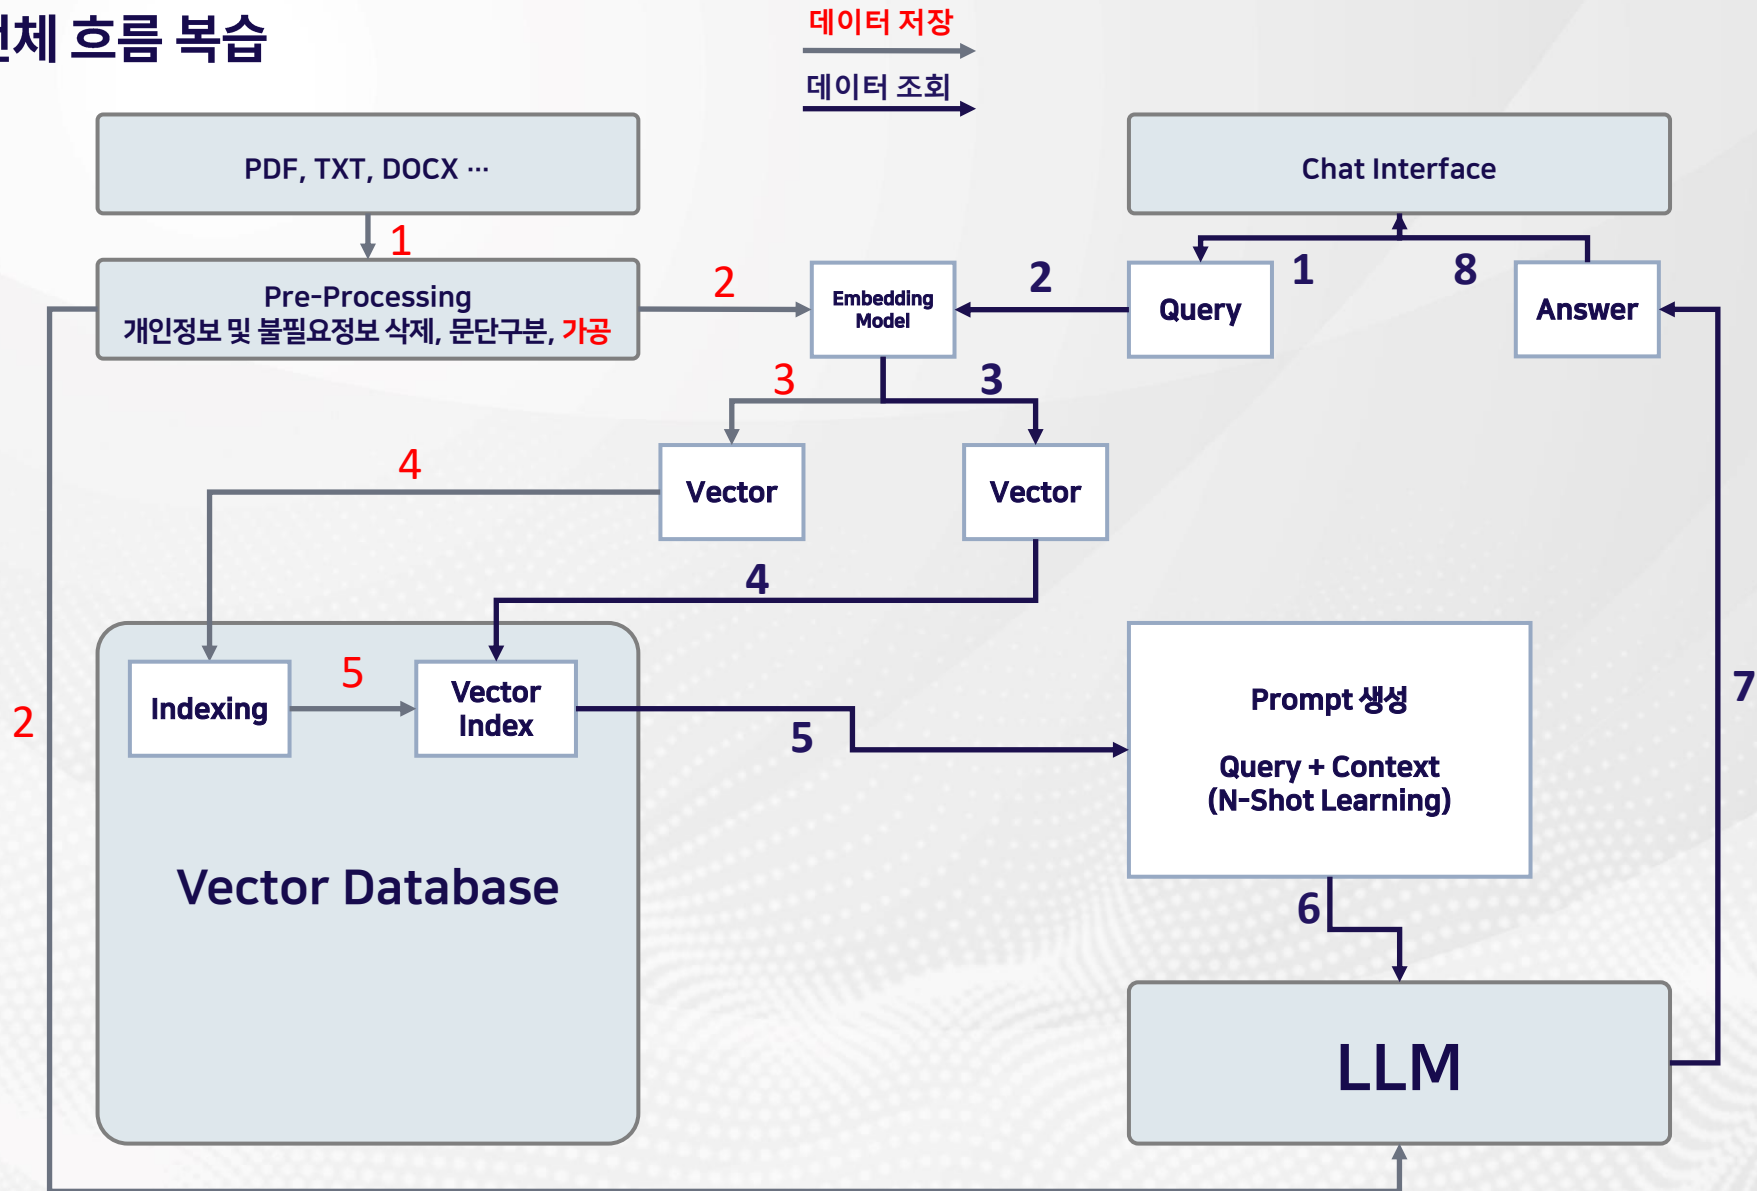 체 흐름 복습
데이터 저장
데이터 조회
PDF, TXT, DOCX ···
Chat Interface
1
Pre-Processing
개인정보 및 불필요정보 삭제, 문단구분, 가공
2
Embedding
Model
2
Query
1
8
Answer
3
3
4
Vector
Vector
4
Indexing
5
Vector
Index
5
2
Vector Database
Prompt 생성
Query + Context
(N-Shot Learning)
7
6
LLM